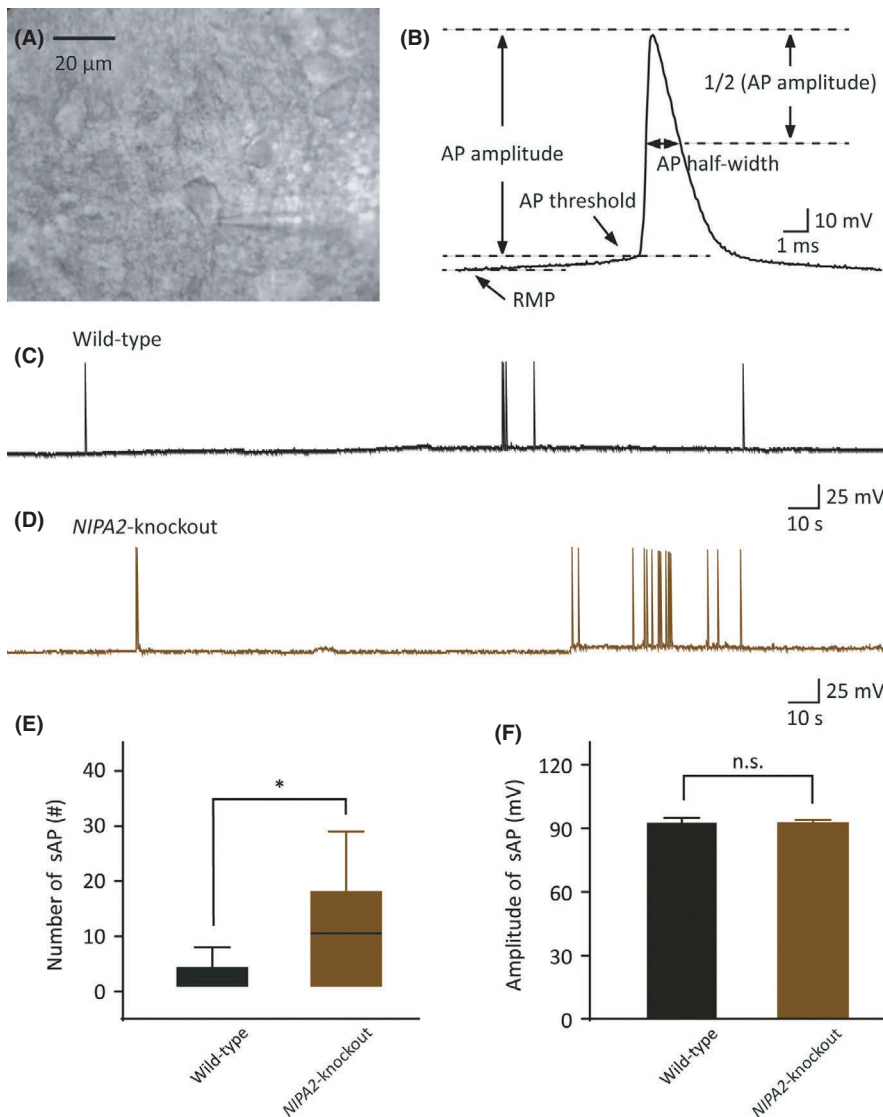 (A)
20 µm
(B)
AP amplitude
1/2 (AP amplitude)
AP half-width
AP threshold
10 mV
1 ms
RMP
(C)
Wild-type
25 mV
10 s
(D)
NIPA2-knockout
25 mV
10 s
(E)
Number of sAP (#)
40
30
20
10
0
*
Wild-type
NIPA2-knockout
(F)
Amplitude of sAP (mV)
120
90
60
30
0
n.s.
Wild-type
NIPA2-knockout